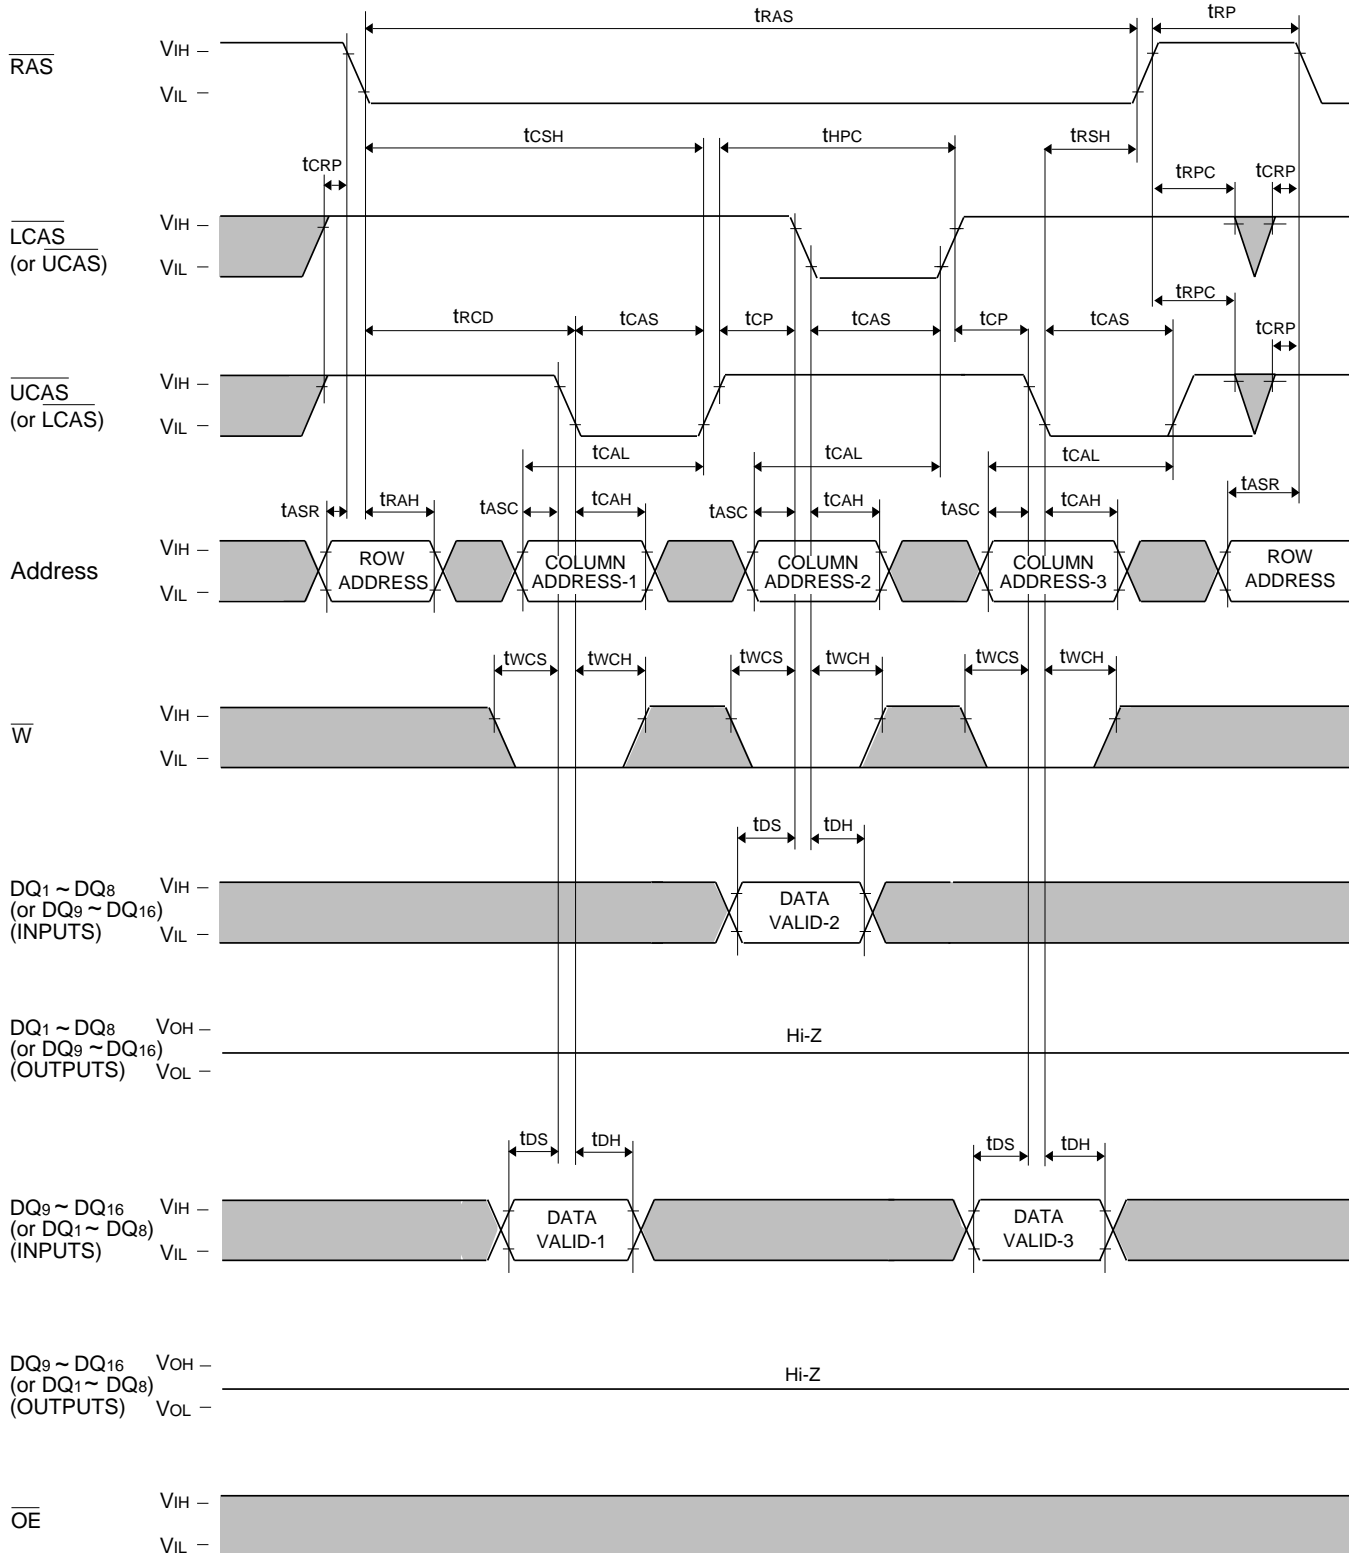 tRAS
tRP
RAS
VIH –
VIL –
tCSH
tHPC
tRSH
tCRP
tRPC
tCRP
LCAS
(or UCAS)
VIH –
VIL –
tRPC
tRCD
tCAS
tCP
tCAS
tCP
tCAS
tCRP
UCAS
(or LCAS)
VIH –
VIL –
tCAL
tCAL
tCAL
tASR
tRAH
tASC
tCAH
tASC
tCAH
tASC
tCAH
tASR
Address
VIH –
VIL –
ROW
ADDRESS
COLUMN
ADDRESS-1
COLUMN
ADDRESS-2
COLUMN
ADDRESS-3
ROW
ADDRESS
tWCS
tWCH
tWCS
tWCH
tWCS
tWCH
W
VIH –
VIL –
tDS
tDH
DQ1 ~ DQ8
(or DQ9 ~ DQ16)
(INPUTS)
VIH –
VIL –
DATA
VALID-2
DQ1 ~ DQ8
(or DQ9 ~ DQ16)
(OUTPUTS)
VOH –
VOL –
Hi-Z
tDS
tDH
tDS
tDH
DQ9 ~ DQ16
(or DQ1 ~ DQ8)
(INPUTS)
VIH –
VIL –
DATA
VALID-1
DATA
VALID-3
DQ9 ~ DQ16
(or DQ1 ~ DQ8)
(OUTPUTS)
VOH –
VOL –
Hi-Z
OE
VIH –
VIL –